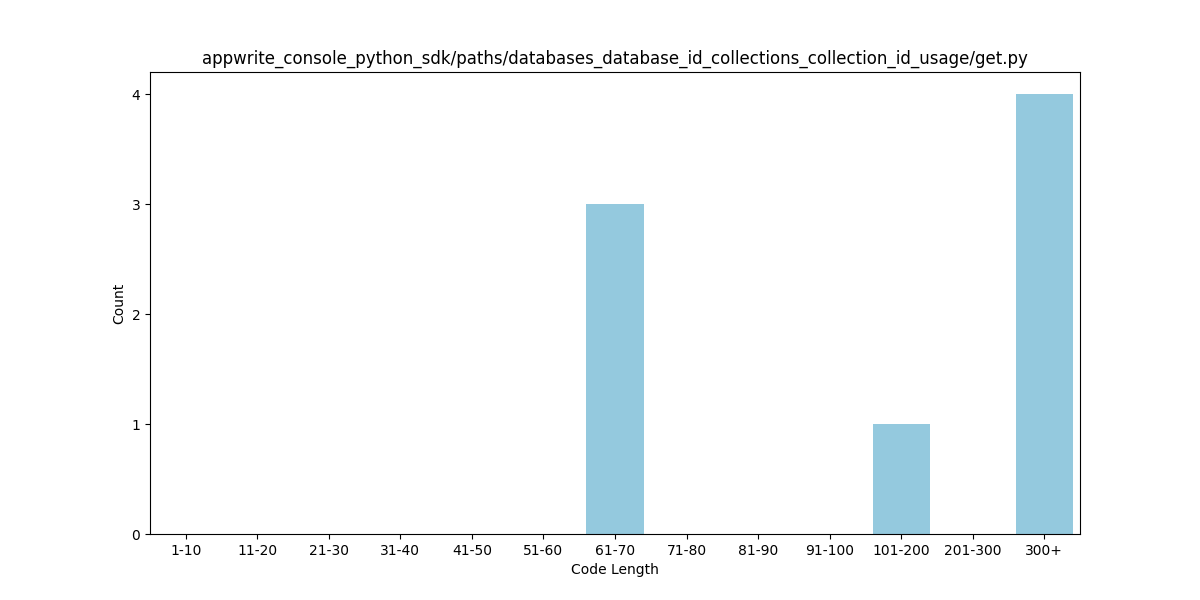 appwrite_console_python_sdk/paths/databases_database_id_collections_collection_id_usage/get.py
4
3
2
1
0
Count
1-10 11-20 21-30 31-40 41-50 51-60 61-70 71-80 81-90 91-100 101-200 201-300 300+
Code Length